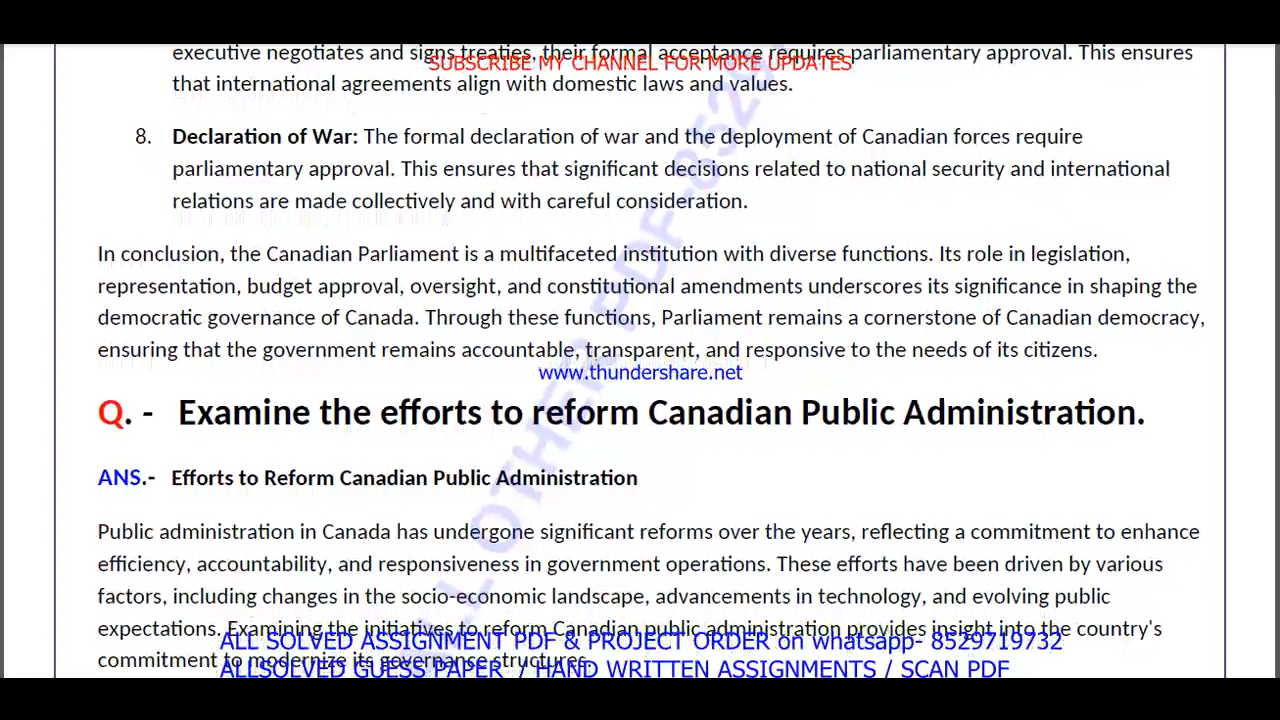 executive negotiates and signs treaties, their formal acceptance requires parliamentary approval. This ensures
SUBSCRIBE MY CHANNEL FOR MORE UPDATES
that international agreements align with domestic laws and values.
8. Declaration of War: The formal declaration of war and the deployment of Canadian forces require
parliamentary approval. This ensures that significant decisions related to national security and international
relations are made collectively and with careful consideration.
In conclusion, the Canadian Parliament is a multifaceted institution with diverse functions. Its role in legislation,
representation, budget approval, oversight, and constitutional amendments underscores its significance in shaping the
democratic governance of Canada. Through these functions, Parliament remains a cornerstone of Canadian democracy,
ensuring that the government remains accountable, transparent, and responsive to the needs of its citizens.
www.thundershare.net
Q. - Examine the efforts to reform Canadian Public Administration.
ANS.- Efforts to Reform Canadian Public Administration
Public administration in Canada has undergone significant reforms over the years, reflecting a commitment to enhance
efficiency, accountability, and responsiveness in government operations. These efforts have been driven by various
factors, including changes in the socio-economic landscape, advancements in technology, and evolving public
expectations. Examining the initiatives to reform Canadian public administration provides insight into the country's
ALL SOLVED ASSIGNMENT PDF & PROJECT ORDER on whatsapp- 8529719732
commitment to modernize its governance structures.
ALLSOLVED GUESS PAPER / HAND WRITTEN ASSIGNMENTS / SCAN PDF
OTHER PDF-8529